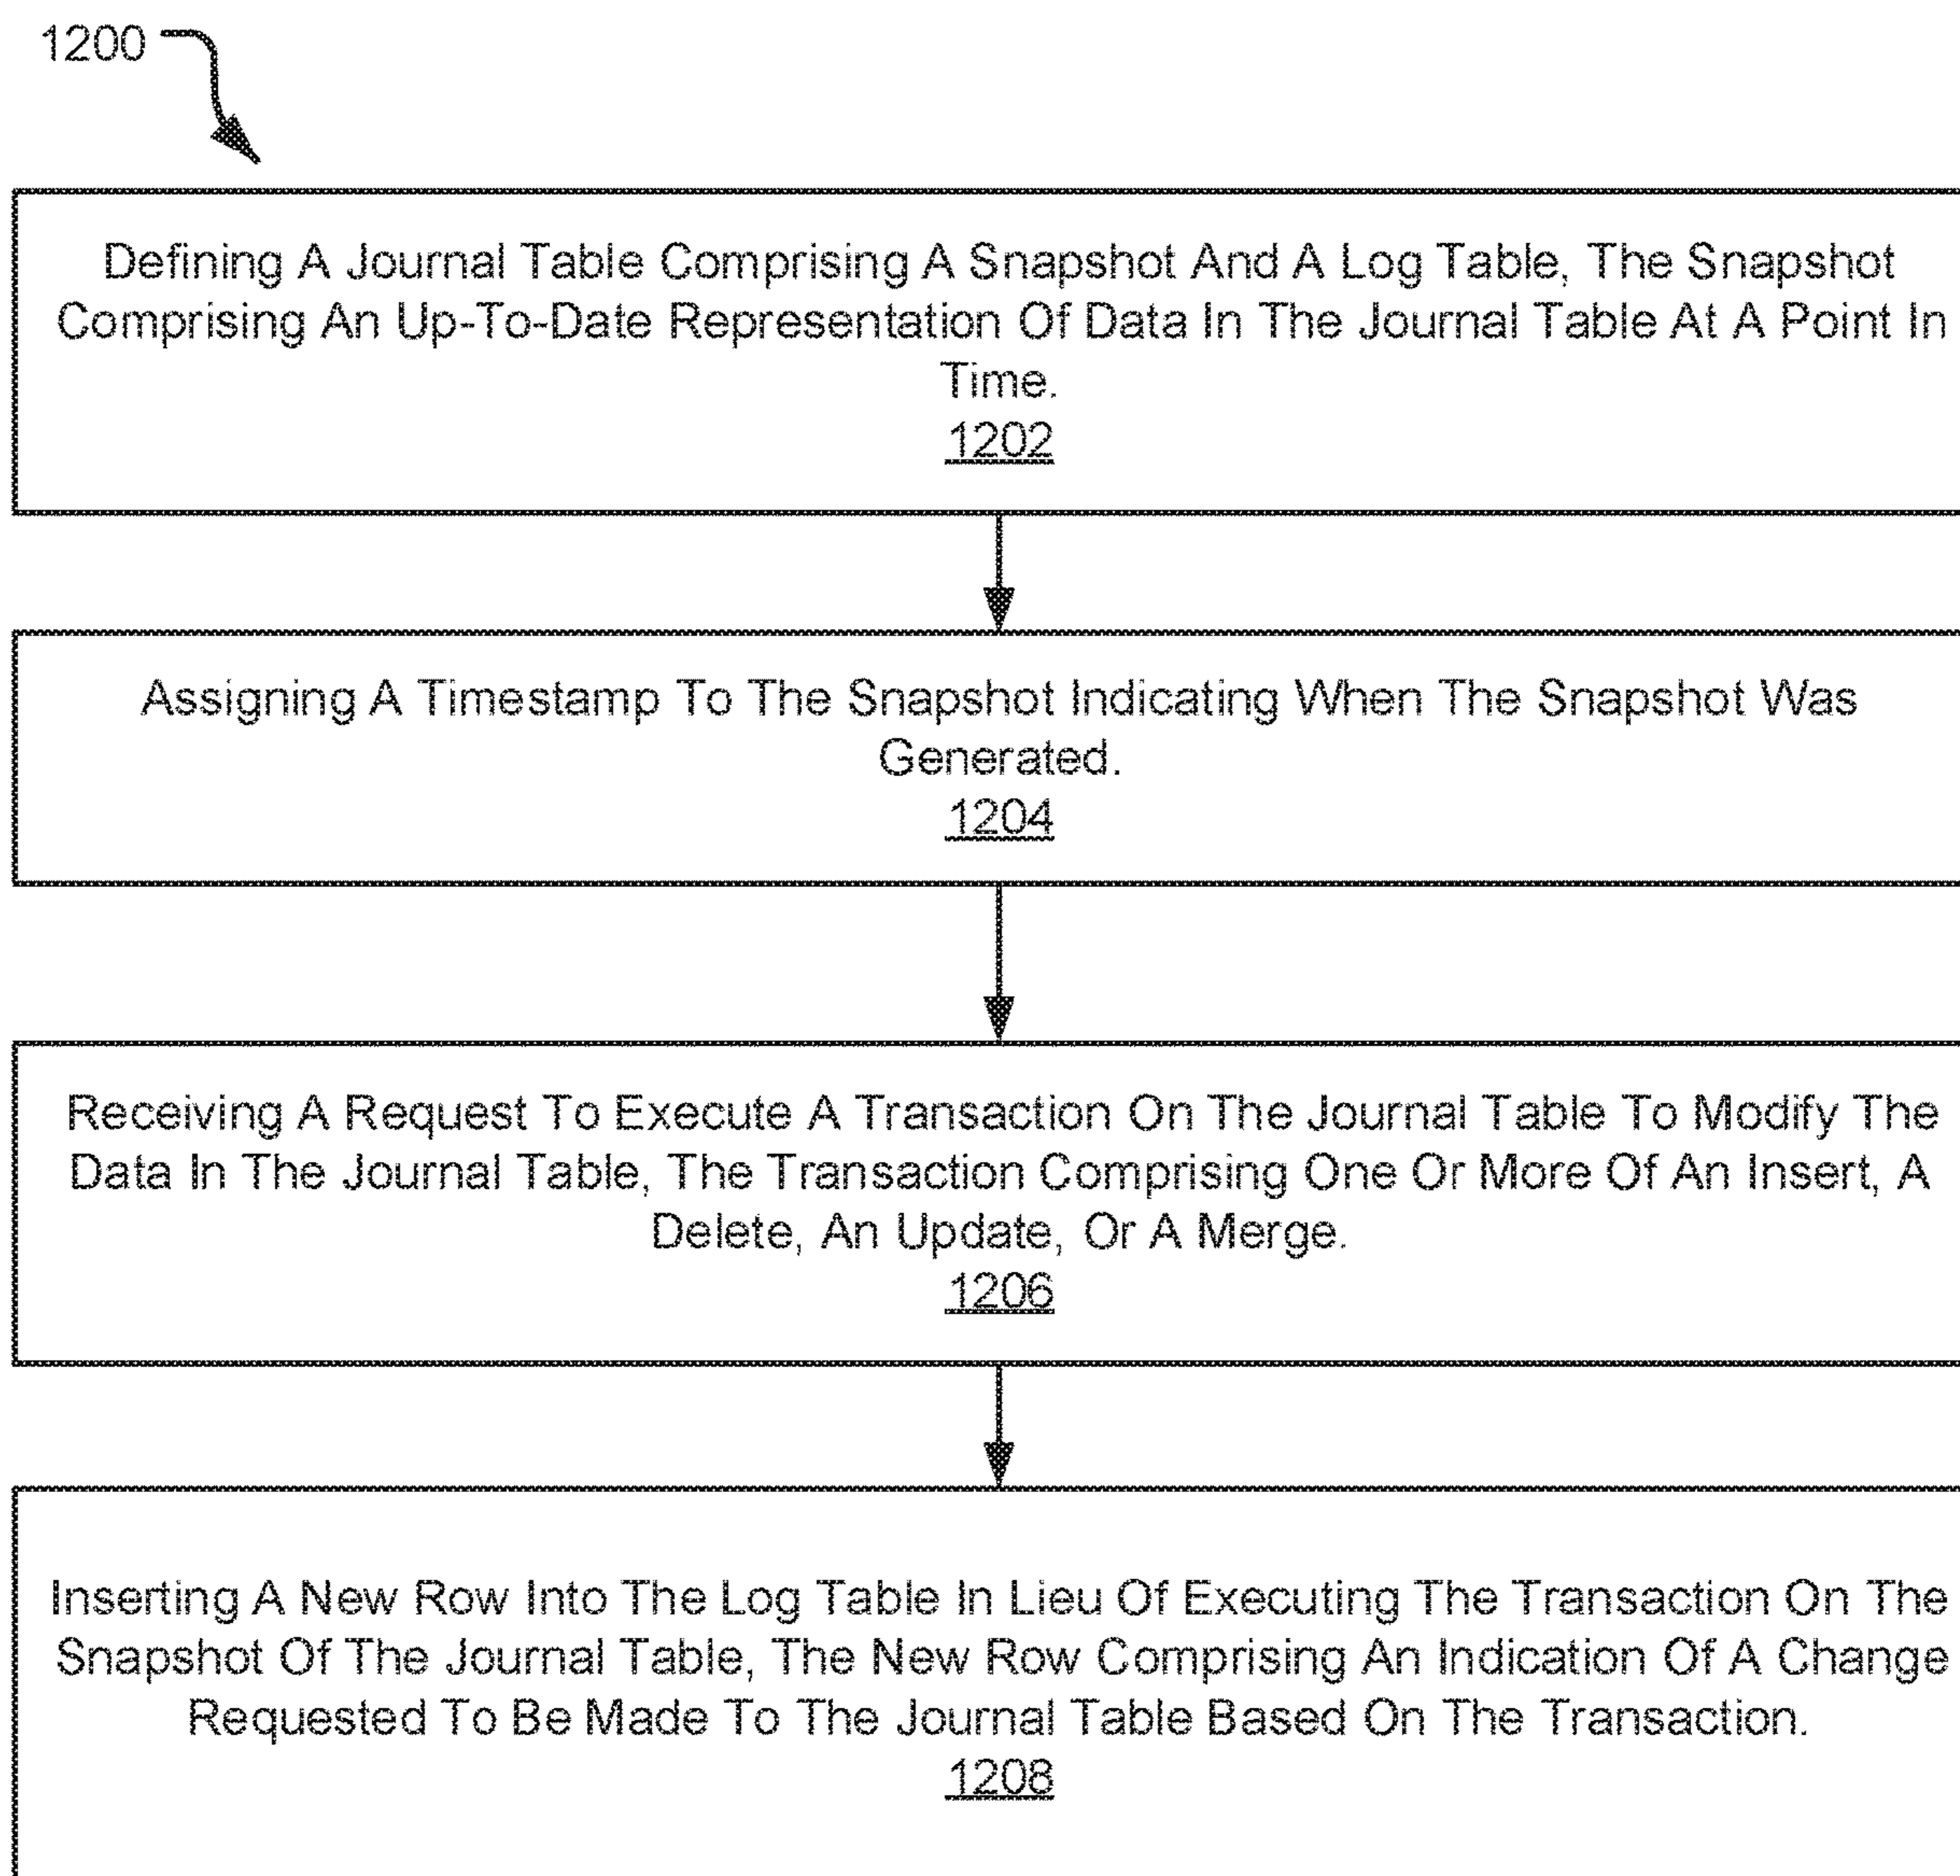 1200
Defining A Journal Table Comprising A Snapshot And A Log Table, The Snapshot
Comprising An Up-To-Date Representation Of Data In The Journal Table At A Point In
Time.
1202
Assigning A Timestamp To The Snapshot Indicating When The Snapshot Was
Generated.
1204
Receiving A Request To Execute A Transaction On The Journal Table To Modify The
Data In The Journal Table, The Transaction Comprising One Or More Of An Insert, A
Delete, An Update, Or A Merge.
1206
Inserting A New Row Into The Log Table In Lieu Of Executing The Transaction On The
Snapshot Of The Journal Table, The New Row Comprising An Indication Of A Change
Requested To Be Made To The Journal Table Based On The Transaction.
1208